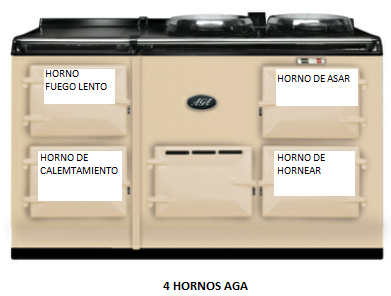 HORNO
FUEGO LENTO
HORNO DE ASAR
AGA
HORNO DE
CALEMTAMIENTO
HORNO DE
HORNEAR
4 HORNOS AGA